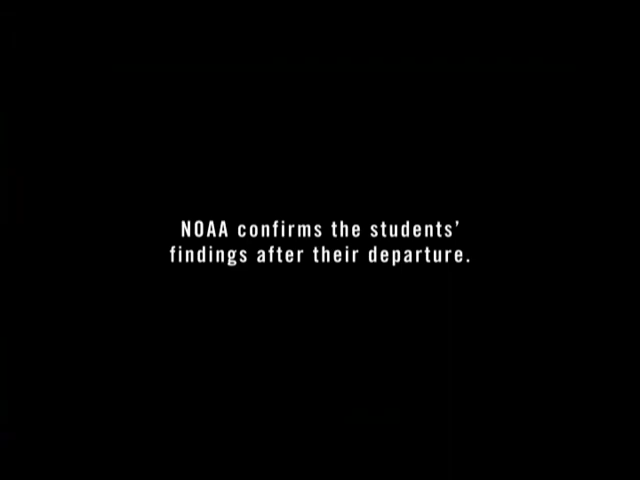 NOAA confirms the students’
findings after their departure.